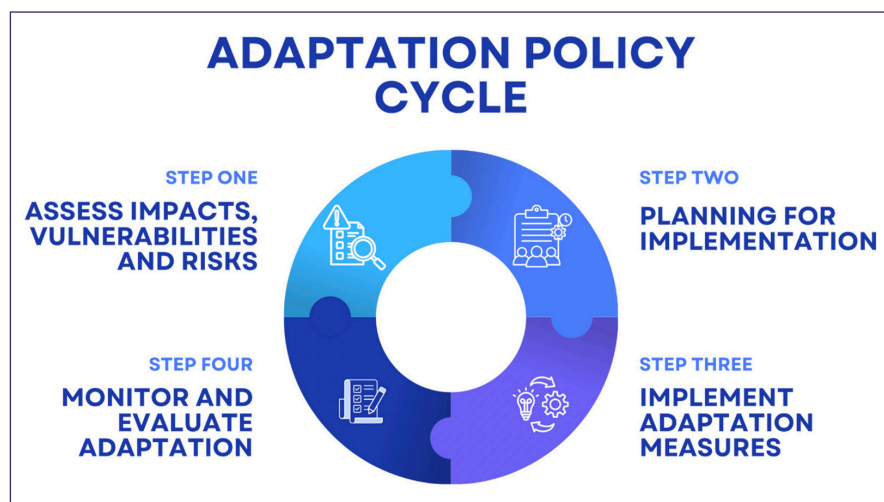 ADAPTATION POLICY
CYCLE
STEP ONE
ASSESS IMPACTS,
VULNERABILITIES
AND RISKS
STEP TWO
PLANNING FOR
IMPLEMENTATION
STEP THREE
IMPLEMENT
ADAPTATION
MEASURES
STEP FOUR
MONITOR AND
EVALUATE
ADAPTATION